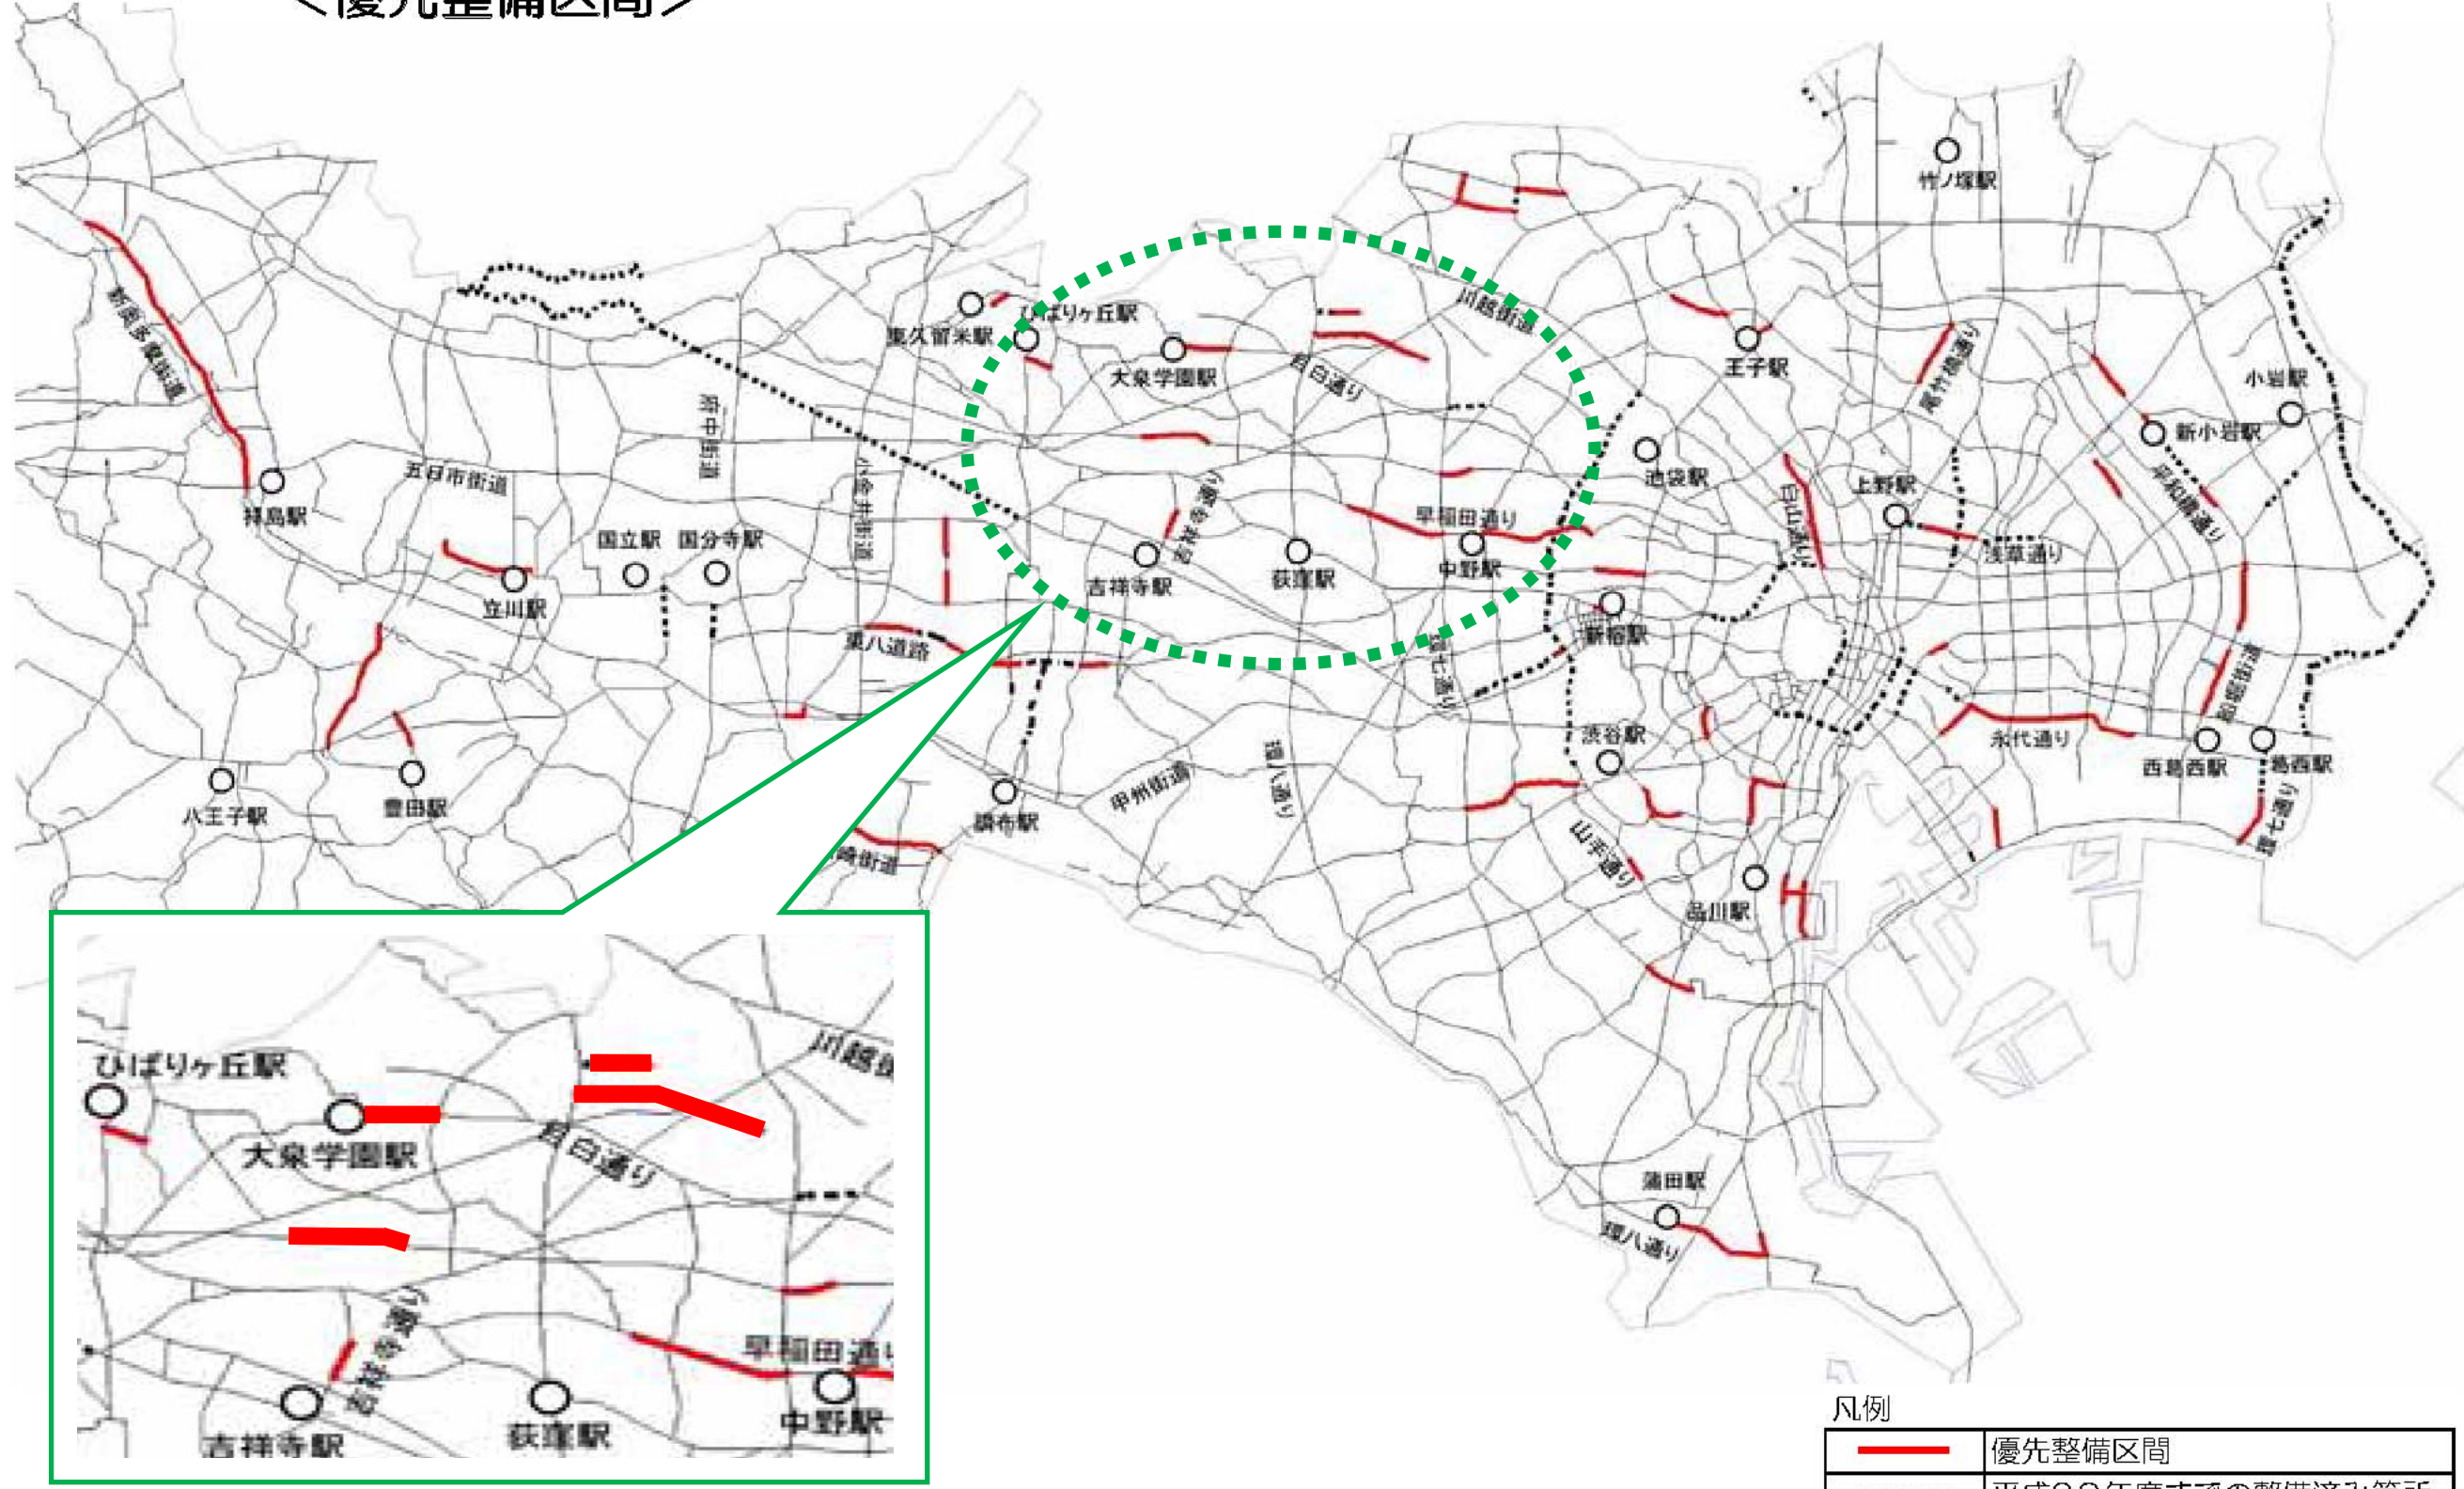 <優先整備区間>
竹ノ塚駅
新奥多摩街道
東久留米駅
ひばりヶ丘駅
大泉学園駅
目白通り
川越街道
王子駅
尾竹橋通り
小岩駅
新小岩駅
平和橋通り
府中街道
小金井街道
五日市街道
拝島駅
池袋駅
白山通り
上野駅
浅草通り
国立駅
国分寺駅
立川駅
吉祥寺通り
吉祥寺駅
荻窪駅
早稲田通り
中野駅
新宿駅
東八道路
環七通り
船堀街道
渋谷駅
永代通り
西葛西駅
葛西駅
環七通り
八王子駅
豊田駅
調布駅
甲州街道
環八通り
崎街道
山手通り
品川駅
蒲田駅
環八通り
ひばりヶ丘駅
大泉学園駅
目白通り
川越街
吉祥寺通り
吉祥寺駅
荻窪駅
早稲田通り
中野駅
凡例
優先整備区間